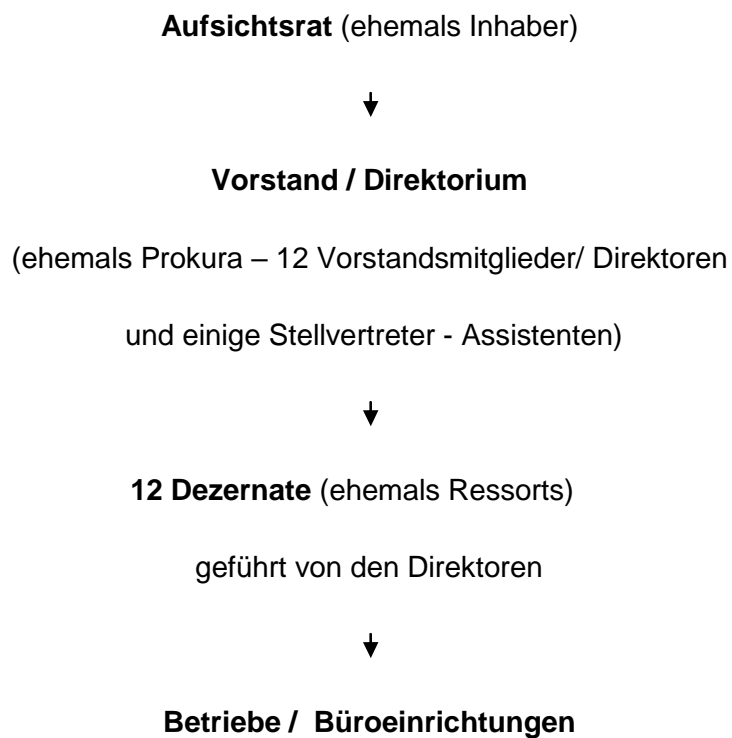 Aufsichtsrat (ehemals Inhaber)
Vorstand / Direktorium
(ehemals Prokura – 12 Vorstandsmitglieder/ Direktoren
und einige Stellvertreter - Assistenten)
12 Dezernate (ehemals Ressorts)
geführt von den Direktoren
Betriebe / Büroeinrichtungen